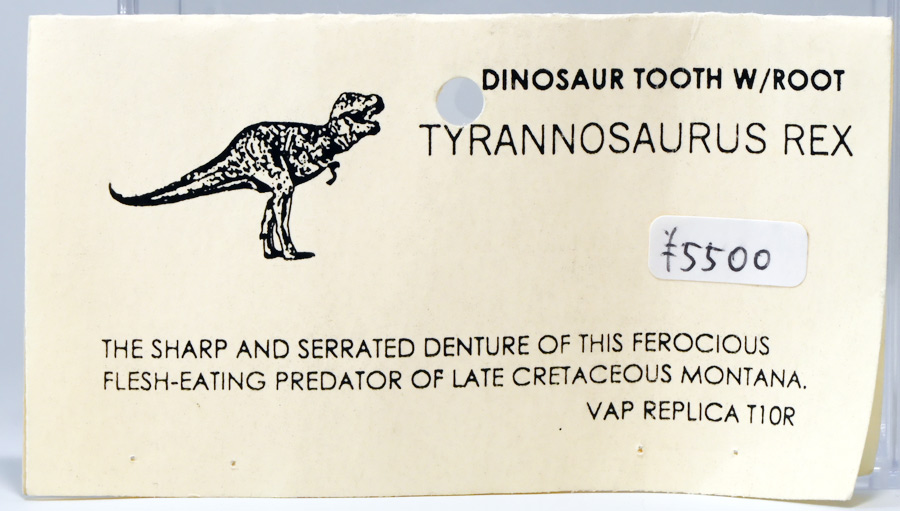 DINOSAUR TOOTH W/ROOT
TYRANNOSAURUS REX
¥5500
THE SHARP AND SERRATED DENTURE OF THIS FEROCIOUS
FLESH-EATING PREDATOR OF LATE CRETACEOUS MONTANA.
VAP REPLICA T10R